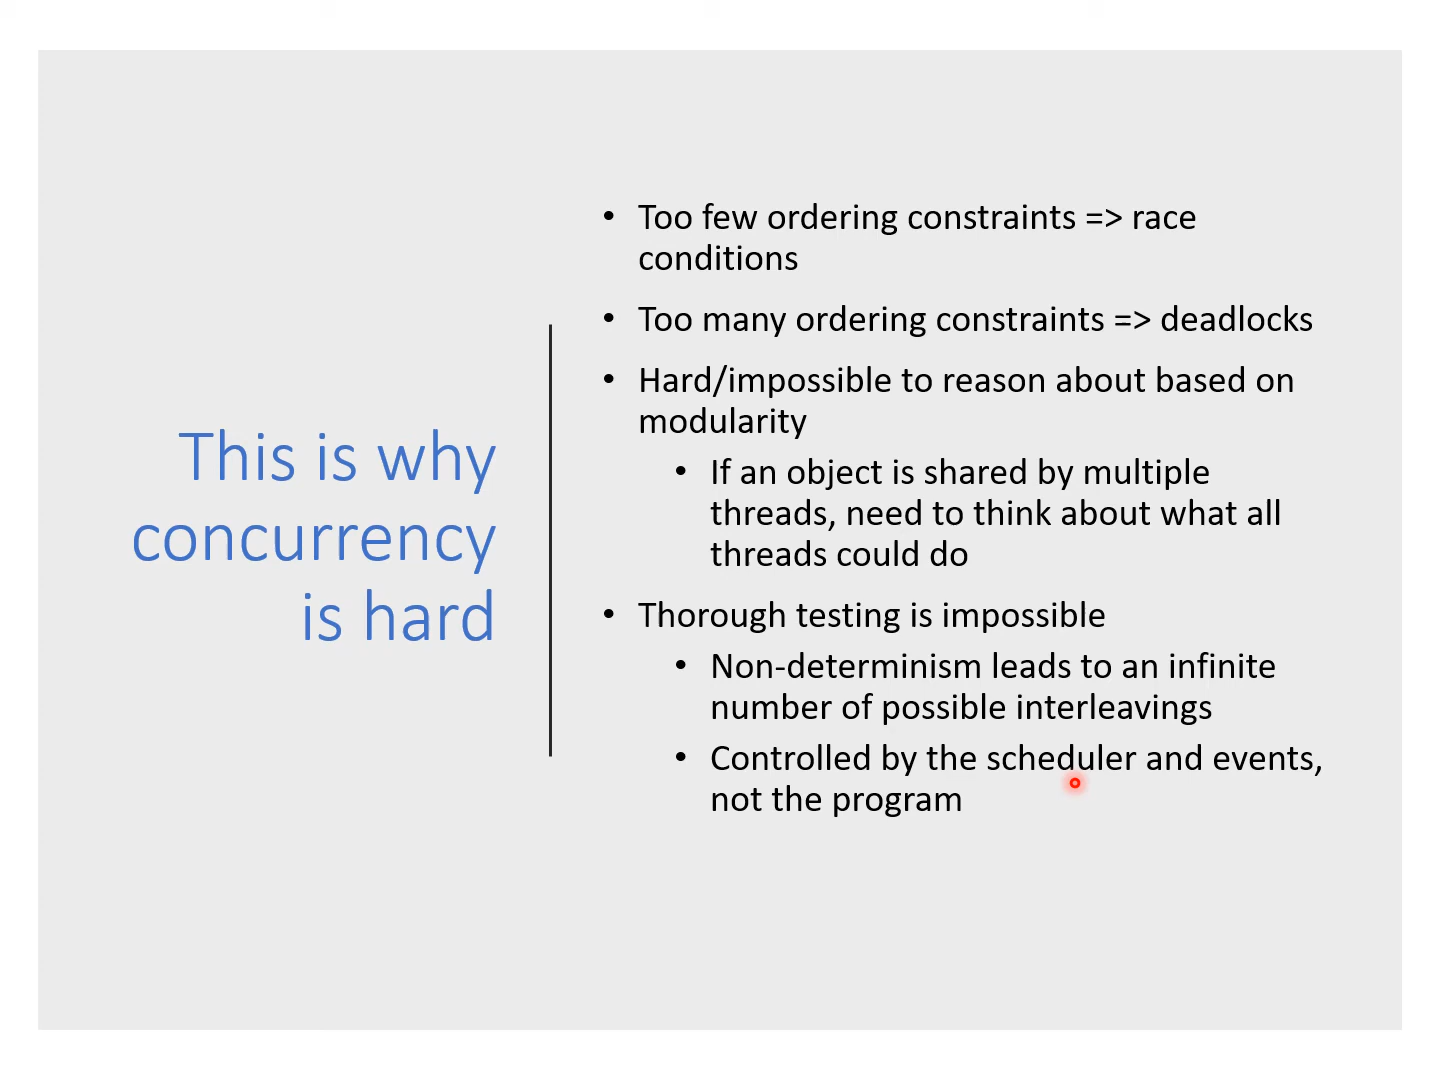 This is why
concurrency
is hard
• Too few ordering constraints => race
conditions
• Too many ordering constraints => deadlocks
• Hard/impossible to reason about based on
modularity
• If an object is shared by multiple
threads, need to think about what all
threads could do
• Thorough testing is impossible
• Non-determinism leads to an infinite
number of possible interleavings
• Controlled by the scheduler and events,
not the program